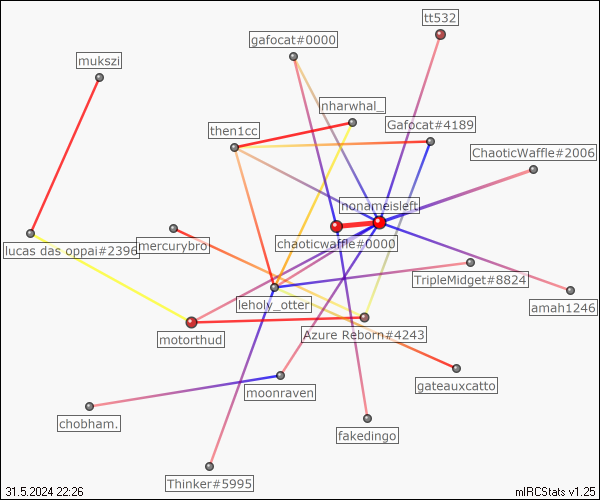 tt532
gafocat#0000
mukszi
nharwhal_
then1cc
Gafocat#4189
ChaoticWaffle#2006
nonameisleft
chaoticwaffle#0000
lucas das oppai#2396
mercurybro
TripleMidget#8824
leholy_otter
amah1246
motorthud
Azure Reborn#4243
moonraven
gateauxcatto
chobham.
fakedingo
Thinker#5995
31.5.2024 22:26
mIRCStats v1.25